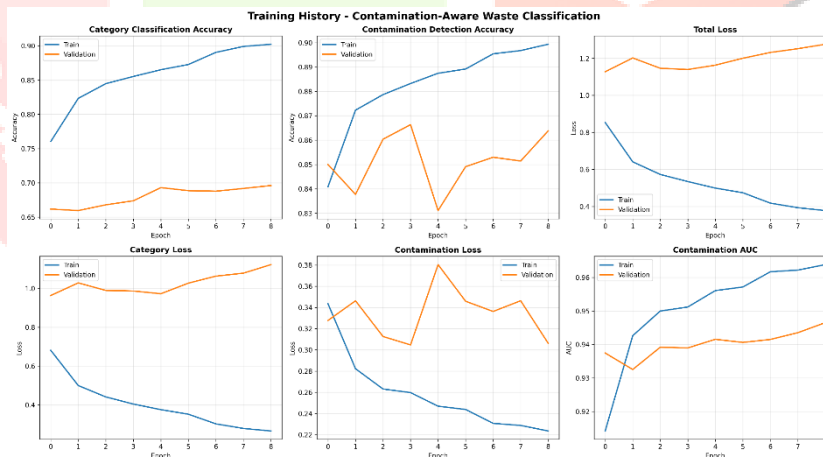 Training History - Contamination-Aware Waste Classification
Category Classification Accuracy
Train
Validation
0.90
0.85
0.80
0.75
0.70
0.65
Accuracy
0 1 2 3 4 5 6 7 8
Epoch
Contamination Detection Accuracy
Train
Validation
0.90
0.89
0.88
0.87
0.86
0.85
0.84
0.83
Accuracy
0 1 2 3 4 5 6 7 8
Epoch
Total Loss
1.2
1.0
0.8
0.6
0.4
Loss
Train
Validation
0 1 2 3 4 5 6 7
Epoch
Category Loss
Train
Validation
1.0
0.8
0.6
0.4
Loss
0 1 2 3 4 5 6 7 8
Epoch
Contamination Loss
Train
Validation
0.38
0.36
0.34
0.32
0.30
0.28
0.26
0.24
0.22
Loss
0 1 2 3 4 5 6 7 8
Epoch
Contamination AUC
Train
Validation
0.96
0.95
0.94
0.93
0.92
AUC
0 1 2 3 4 5 6 7
Epoch